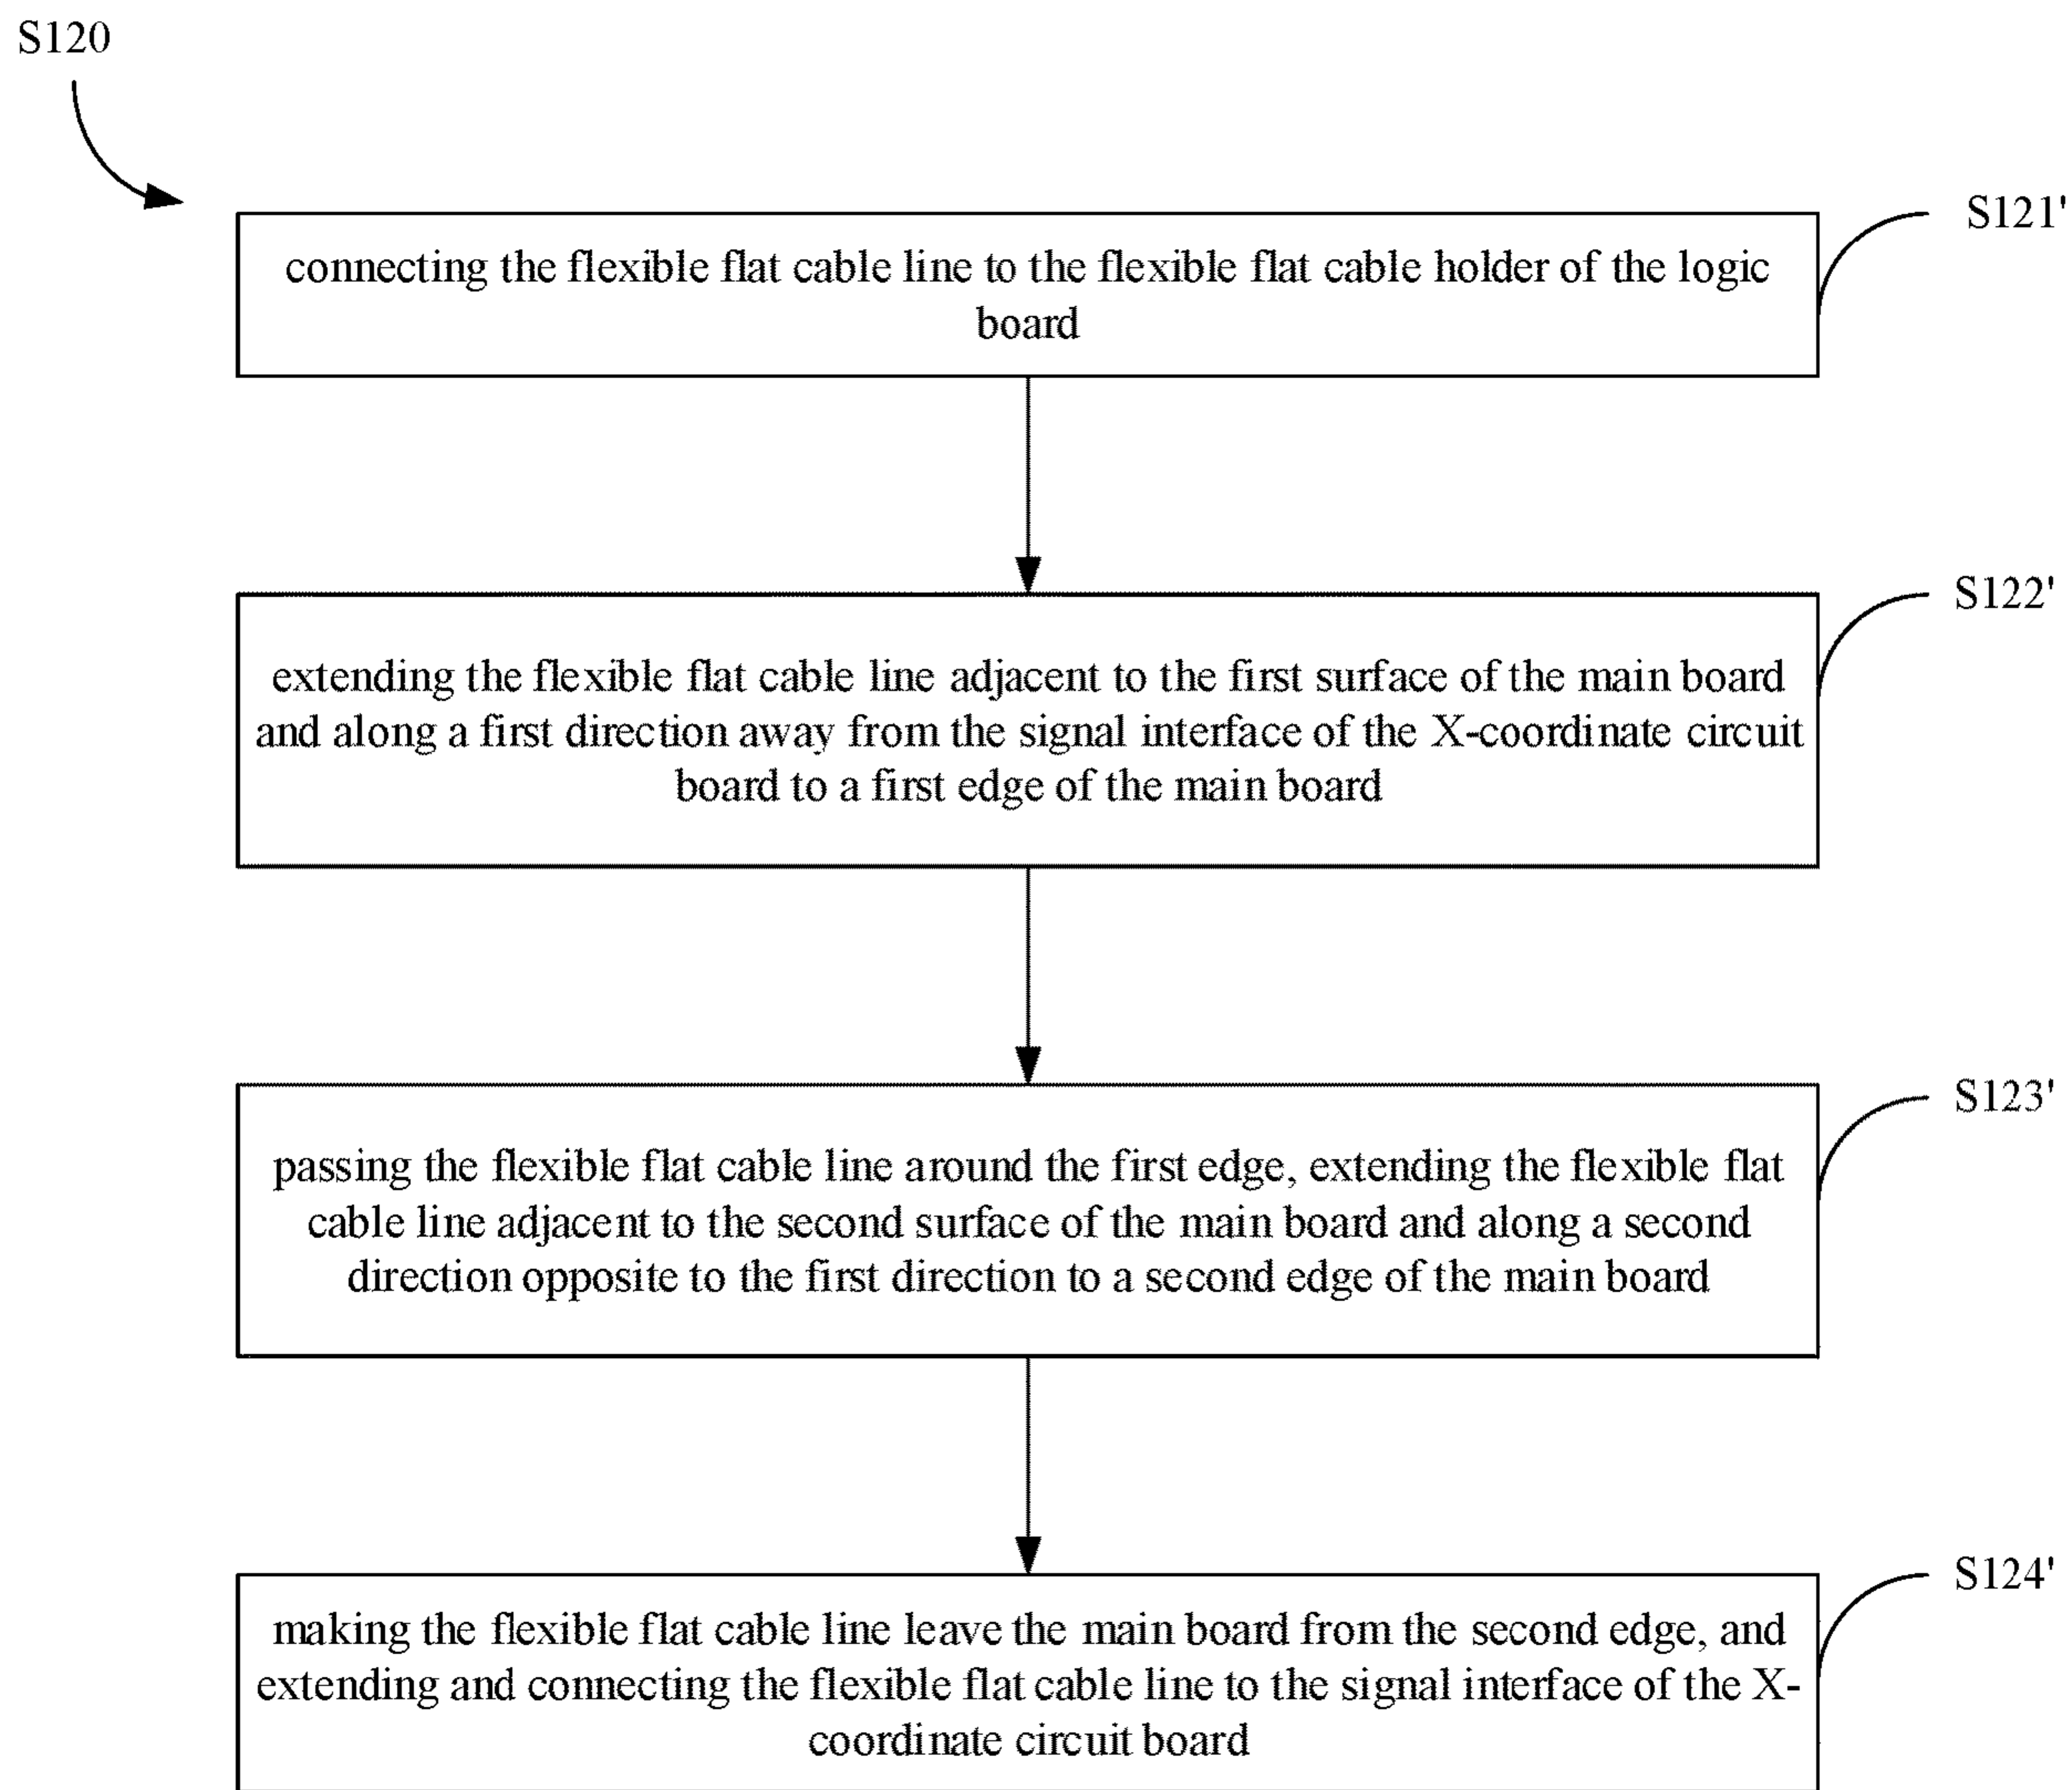 S120
S121'
connecting the flexible flat cable line to the flexible flat cable holder of the logic
board
S122'
extending the flexible flat cable line adjacent to the first surface of the main board
and along a first direction away from the signal interface of the X-coordinate circuit
board to a first edge of the main board
S123'
passing the flexible flat cable line around the first edge, extending the flexible flat
cable line adjacent to the second surface of the main board and along a second
direction opposite to the first direction to a second edge of the main board
S124'
making the flexible flat cable line leave the main board from the second edge, and
extending and connecting the flexible flat cable line to the signal interface of the X-
coordinate circuit board